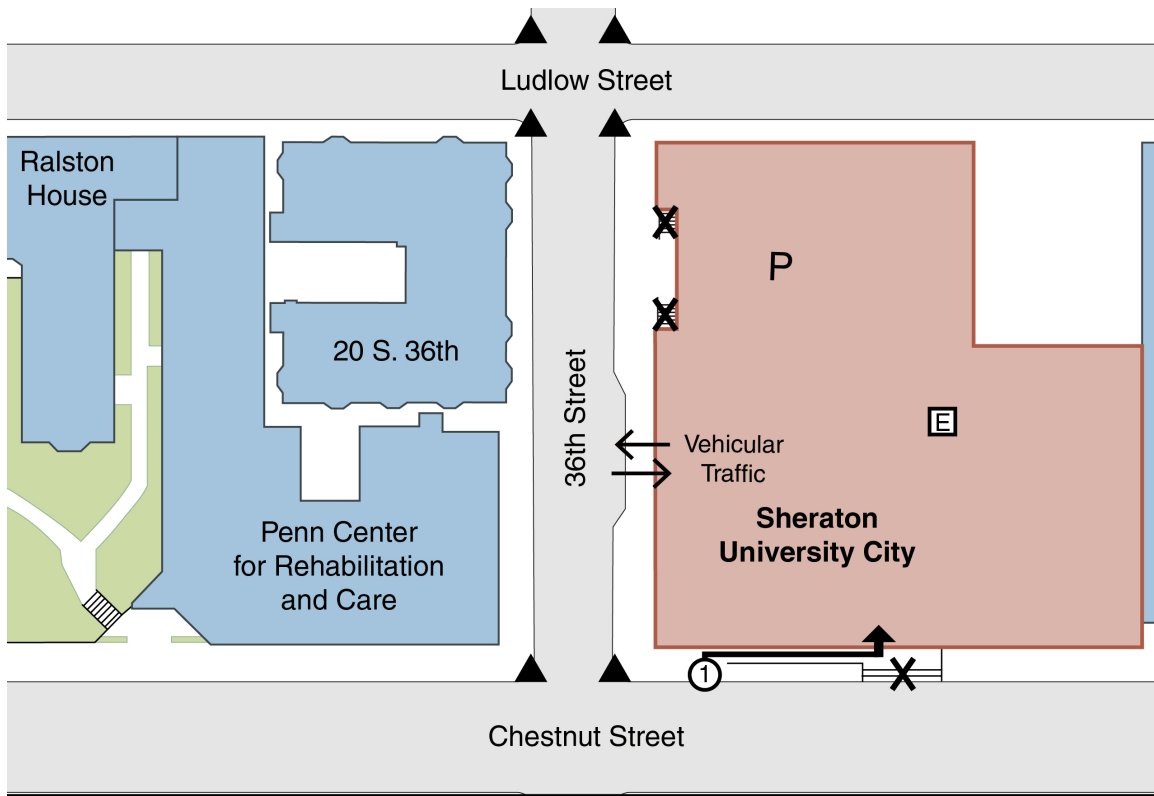 Ludlow Street
Ralston
House
P
20 S. 36th
36th Street
E
Vehicular
Traffic
Sheraton
University City
Penn Center
for Rehabilitation
and Care
1
Chestnut Street